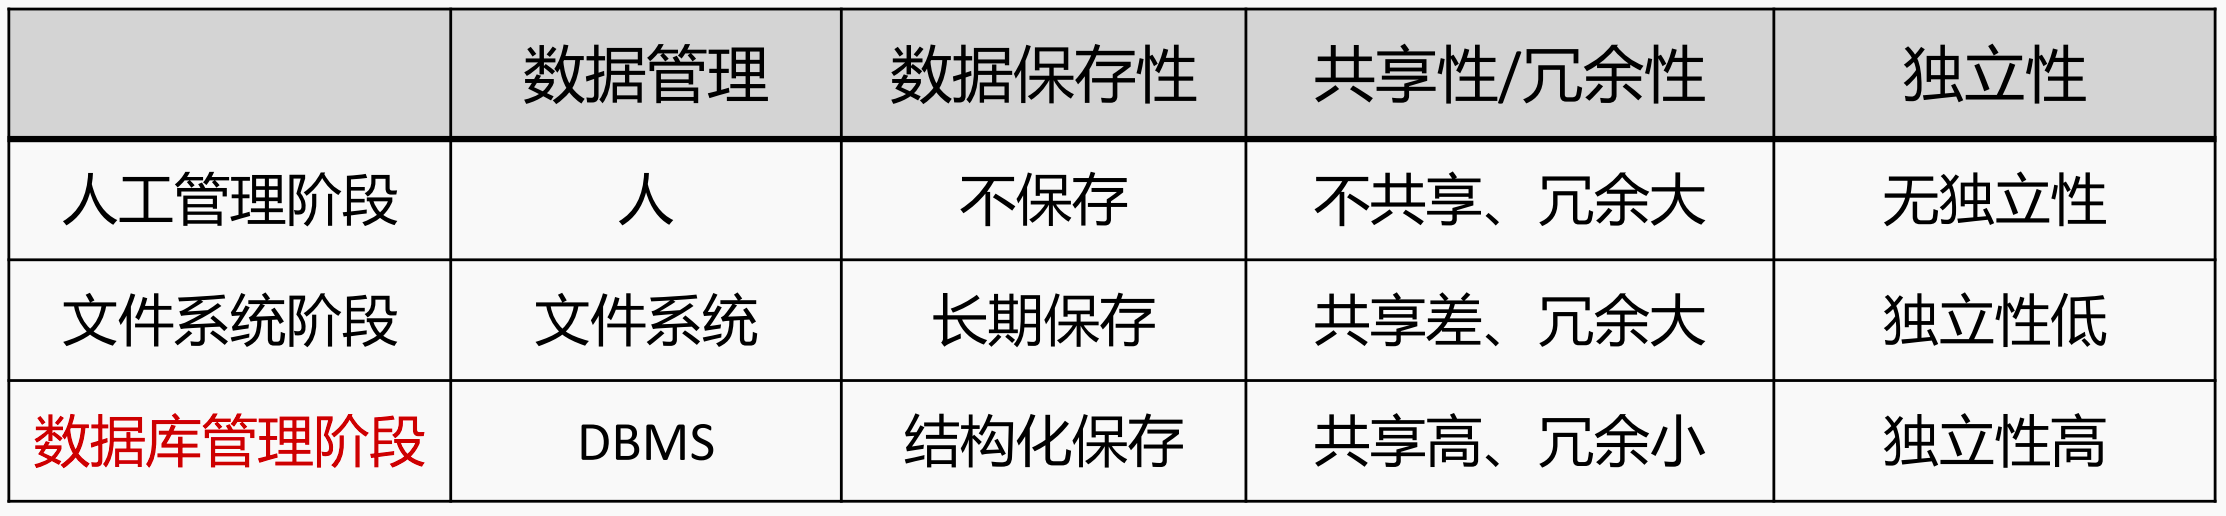 数据管理 数据保存性 共享性/冗余性 独立性
人工管理阶段 人 不保存 不共享、冗余大 无独立性
文件系统阶段 文件系统 长期保存 共享差、冗余大 独立性低
数据库管理阶段 DBMS 结构化保存 共享高、冗余小 独立性高